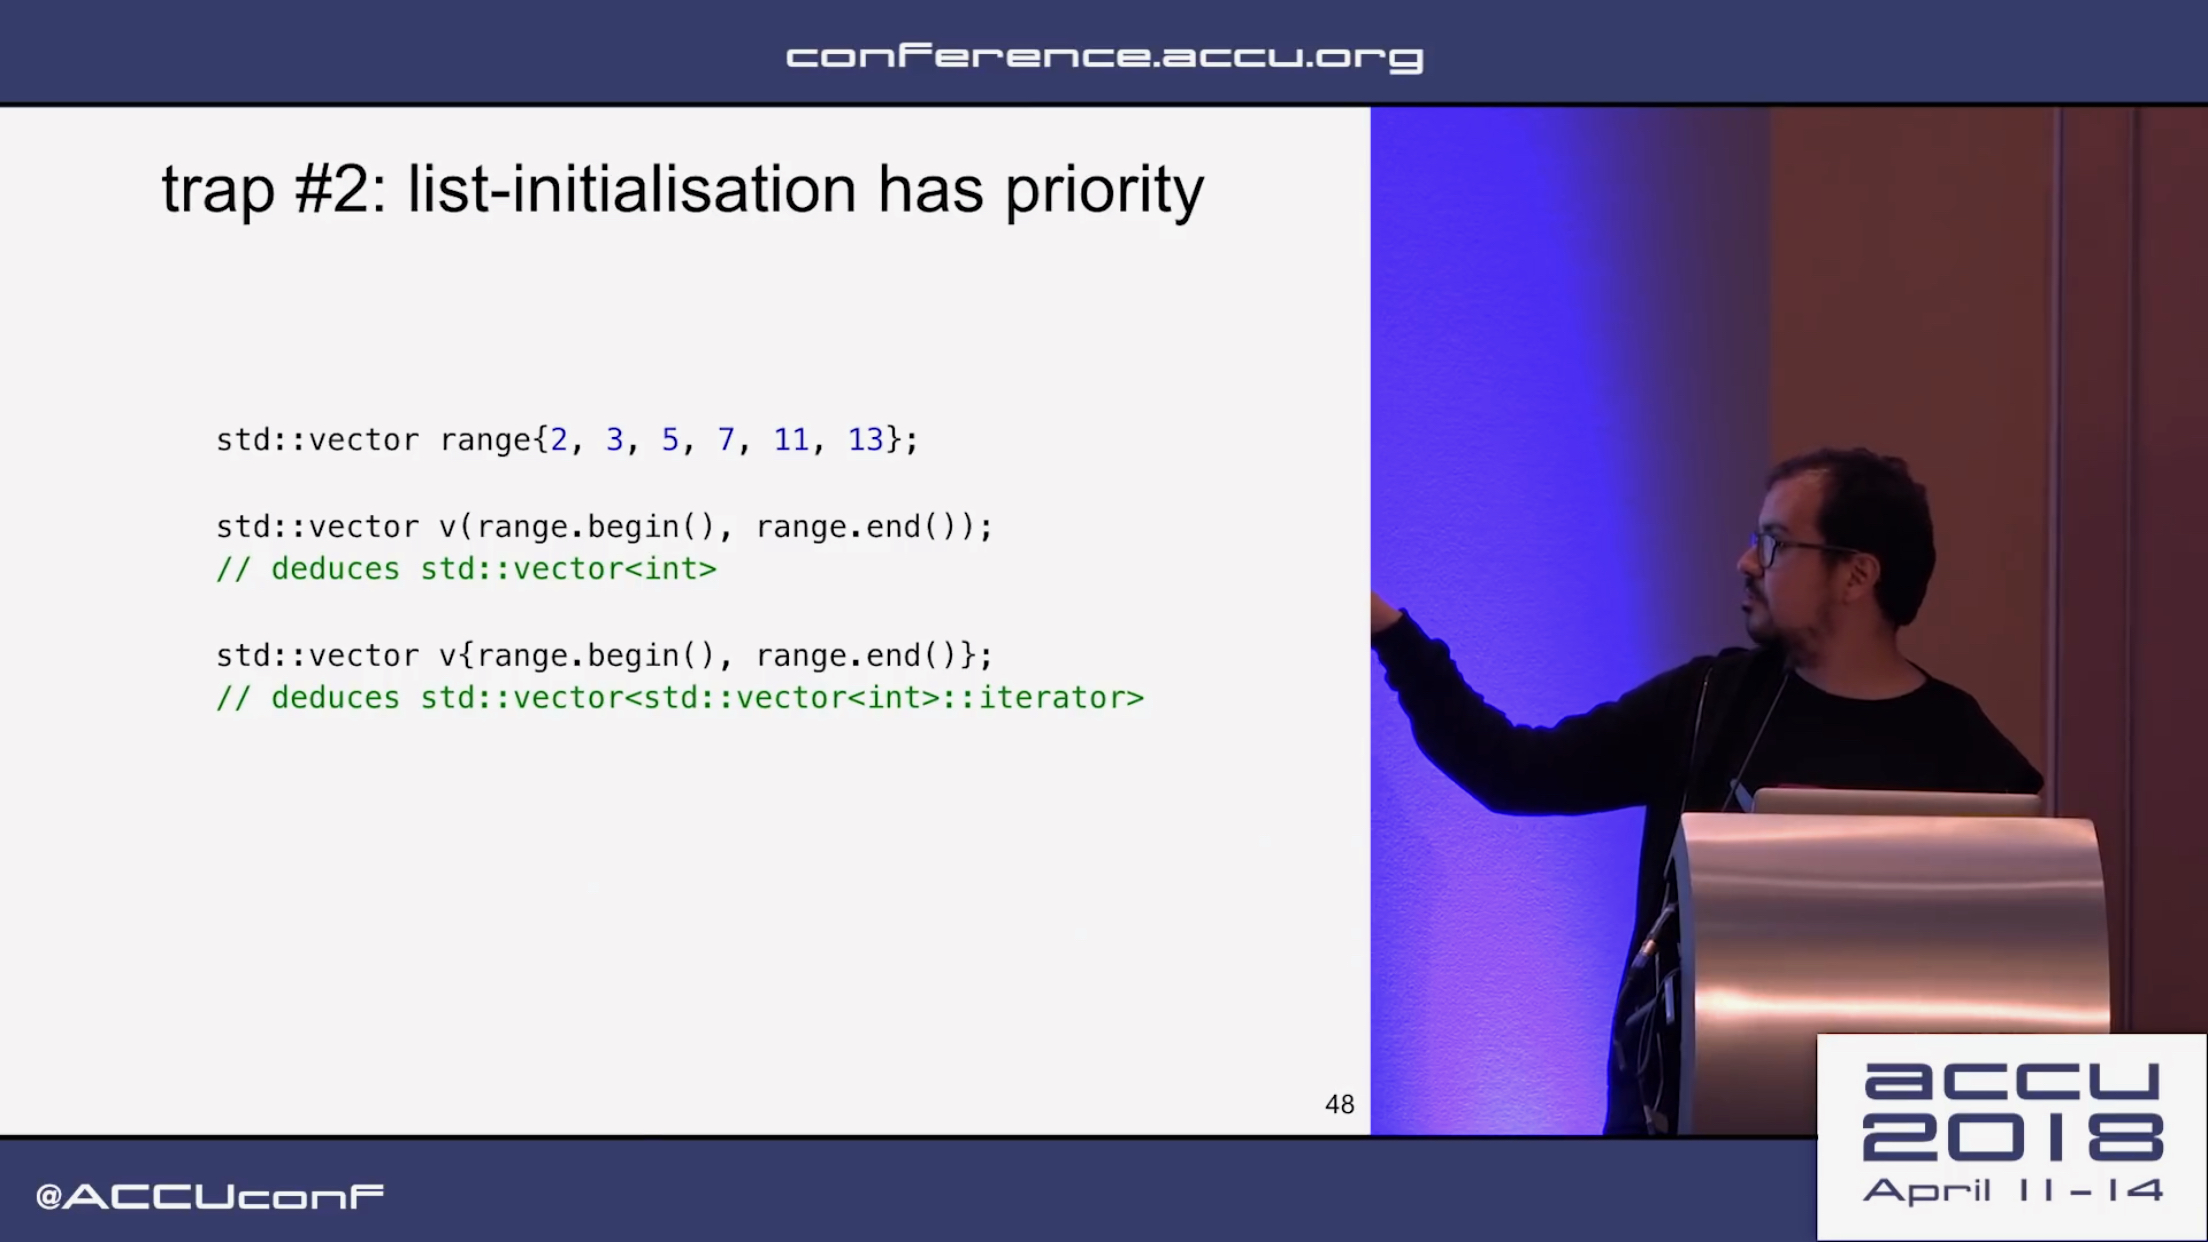 conference.accu.org
trap #2: list-initialisation has priority
std::vector range{2, 3, 5, 7, 11, 13};
std::vector v(range.begin(), range.end());
// deduces std::vector<int>
std::vector v{range.begin(), range.end()};
// deduces std::vector<std::vector<int>::iterator>
48
@ACCUconf
accu
2018
April 11-14